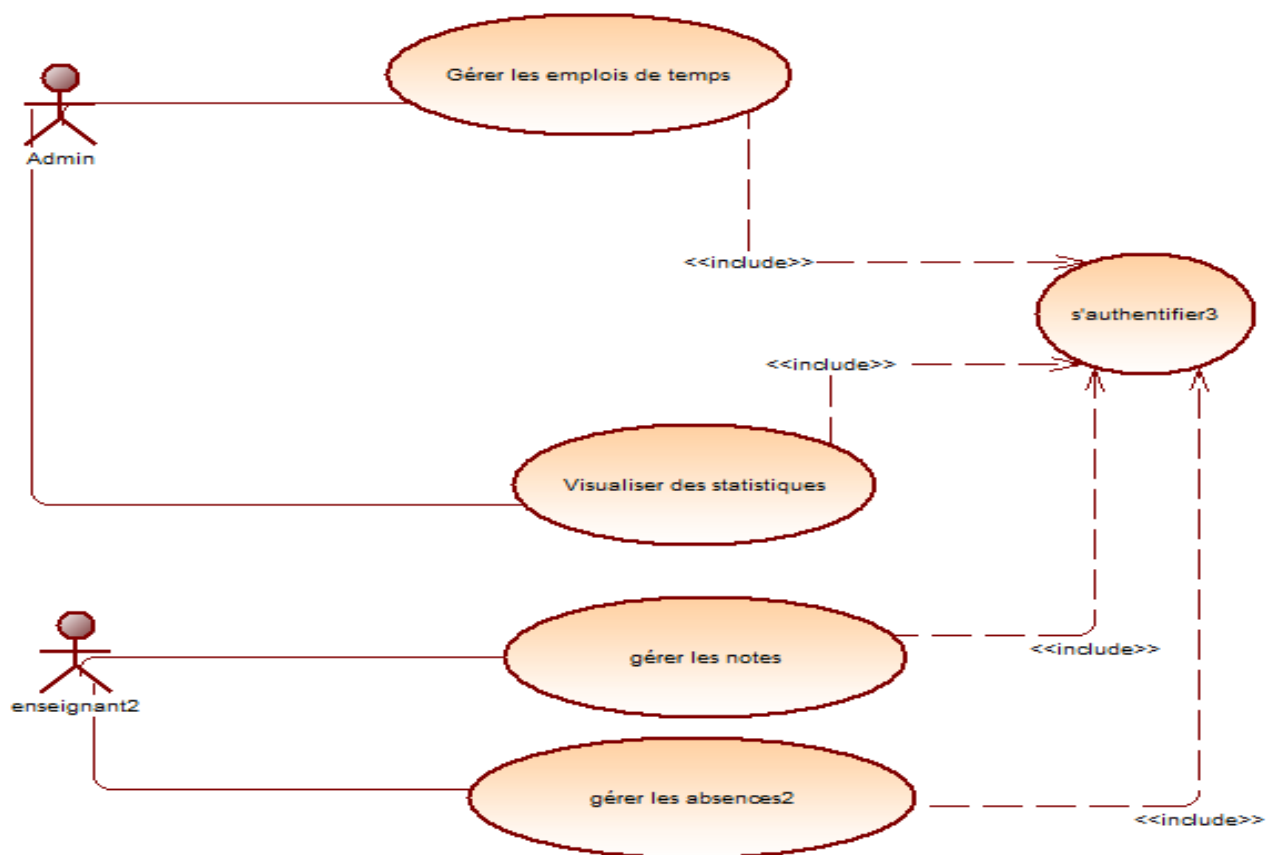 Gérer les emplois de temps
Admin
<<include>>
s'authentifier3
<<include>>
Visualiser des statistiques
gérer les notes
<<include>>
enseignant2
gérer les absences2
<<include>>